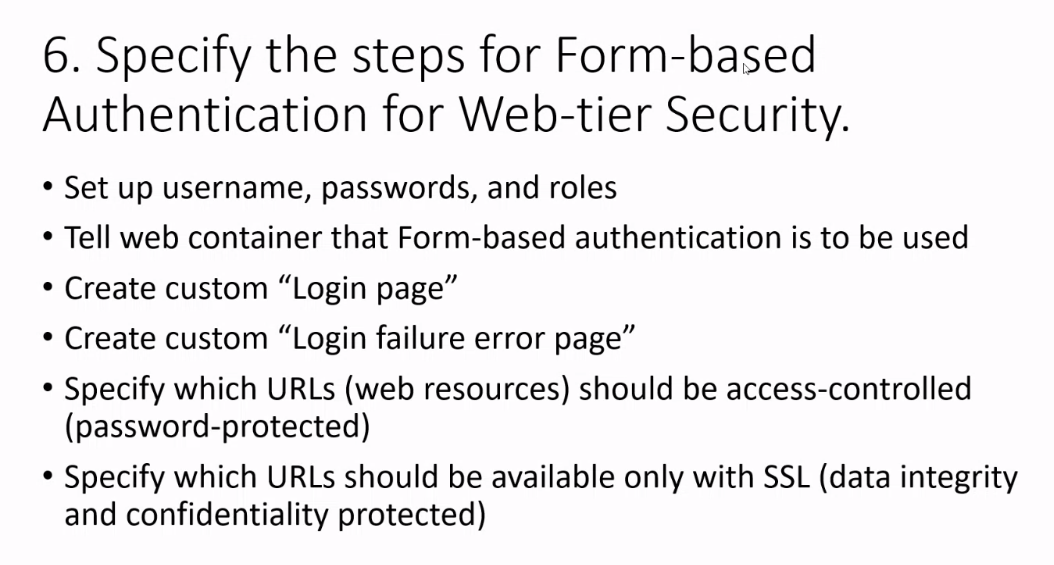 6. Specify the steps for Form-based
Authentication for Web-tier Security.
• Set up username, passwords, and roles
• Tell web container that Form-based authentication is to be used
• Create custom “Login page”
• Create custom “Login failure error page”
• Specify which URLs (web resources) should be access-controlled
(password-protected)
• Specify which URLs should be available only with SSL (data integrity
and confidentiality protected)